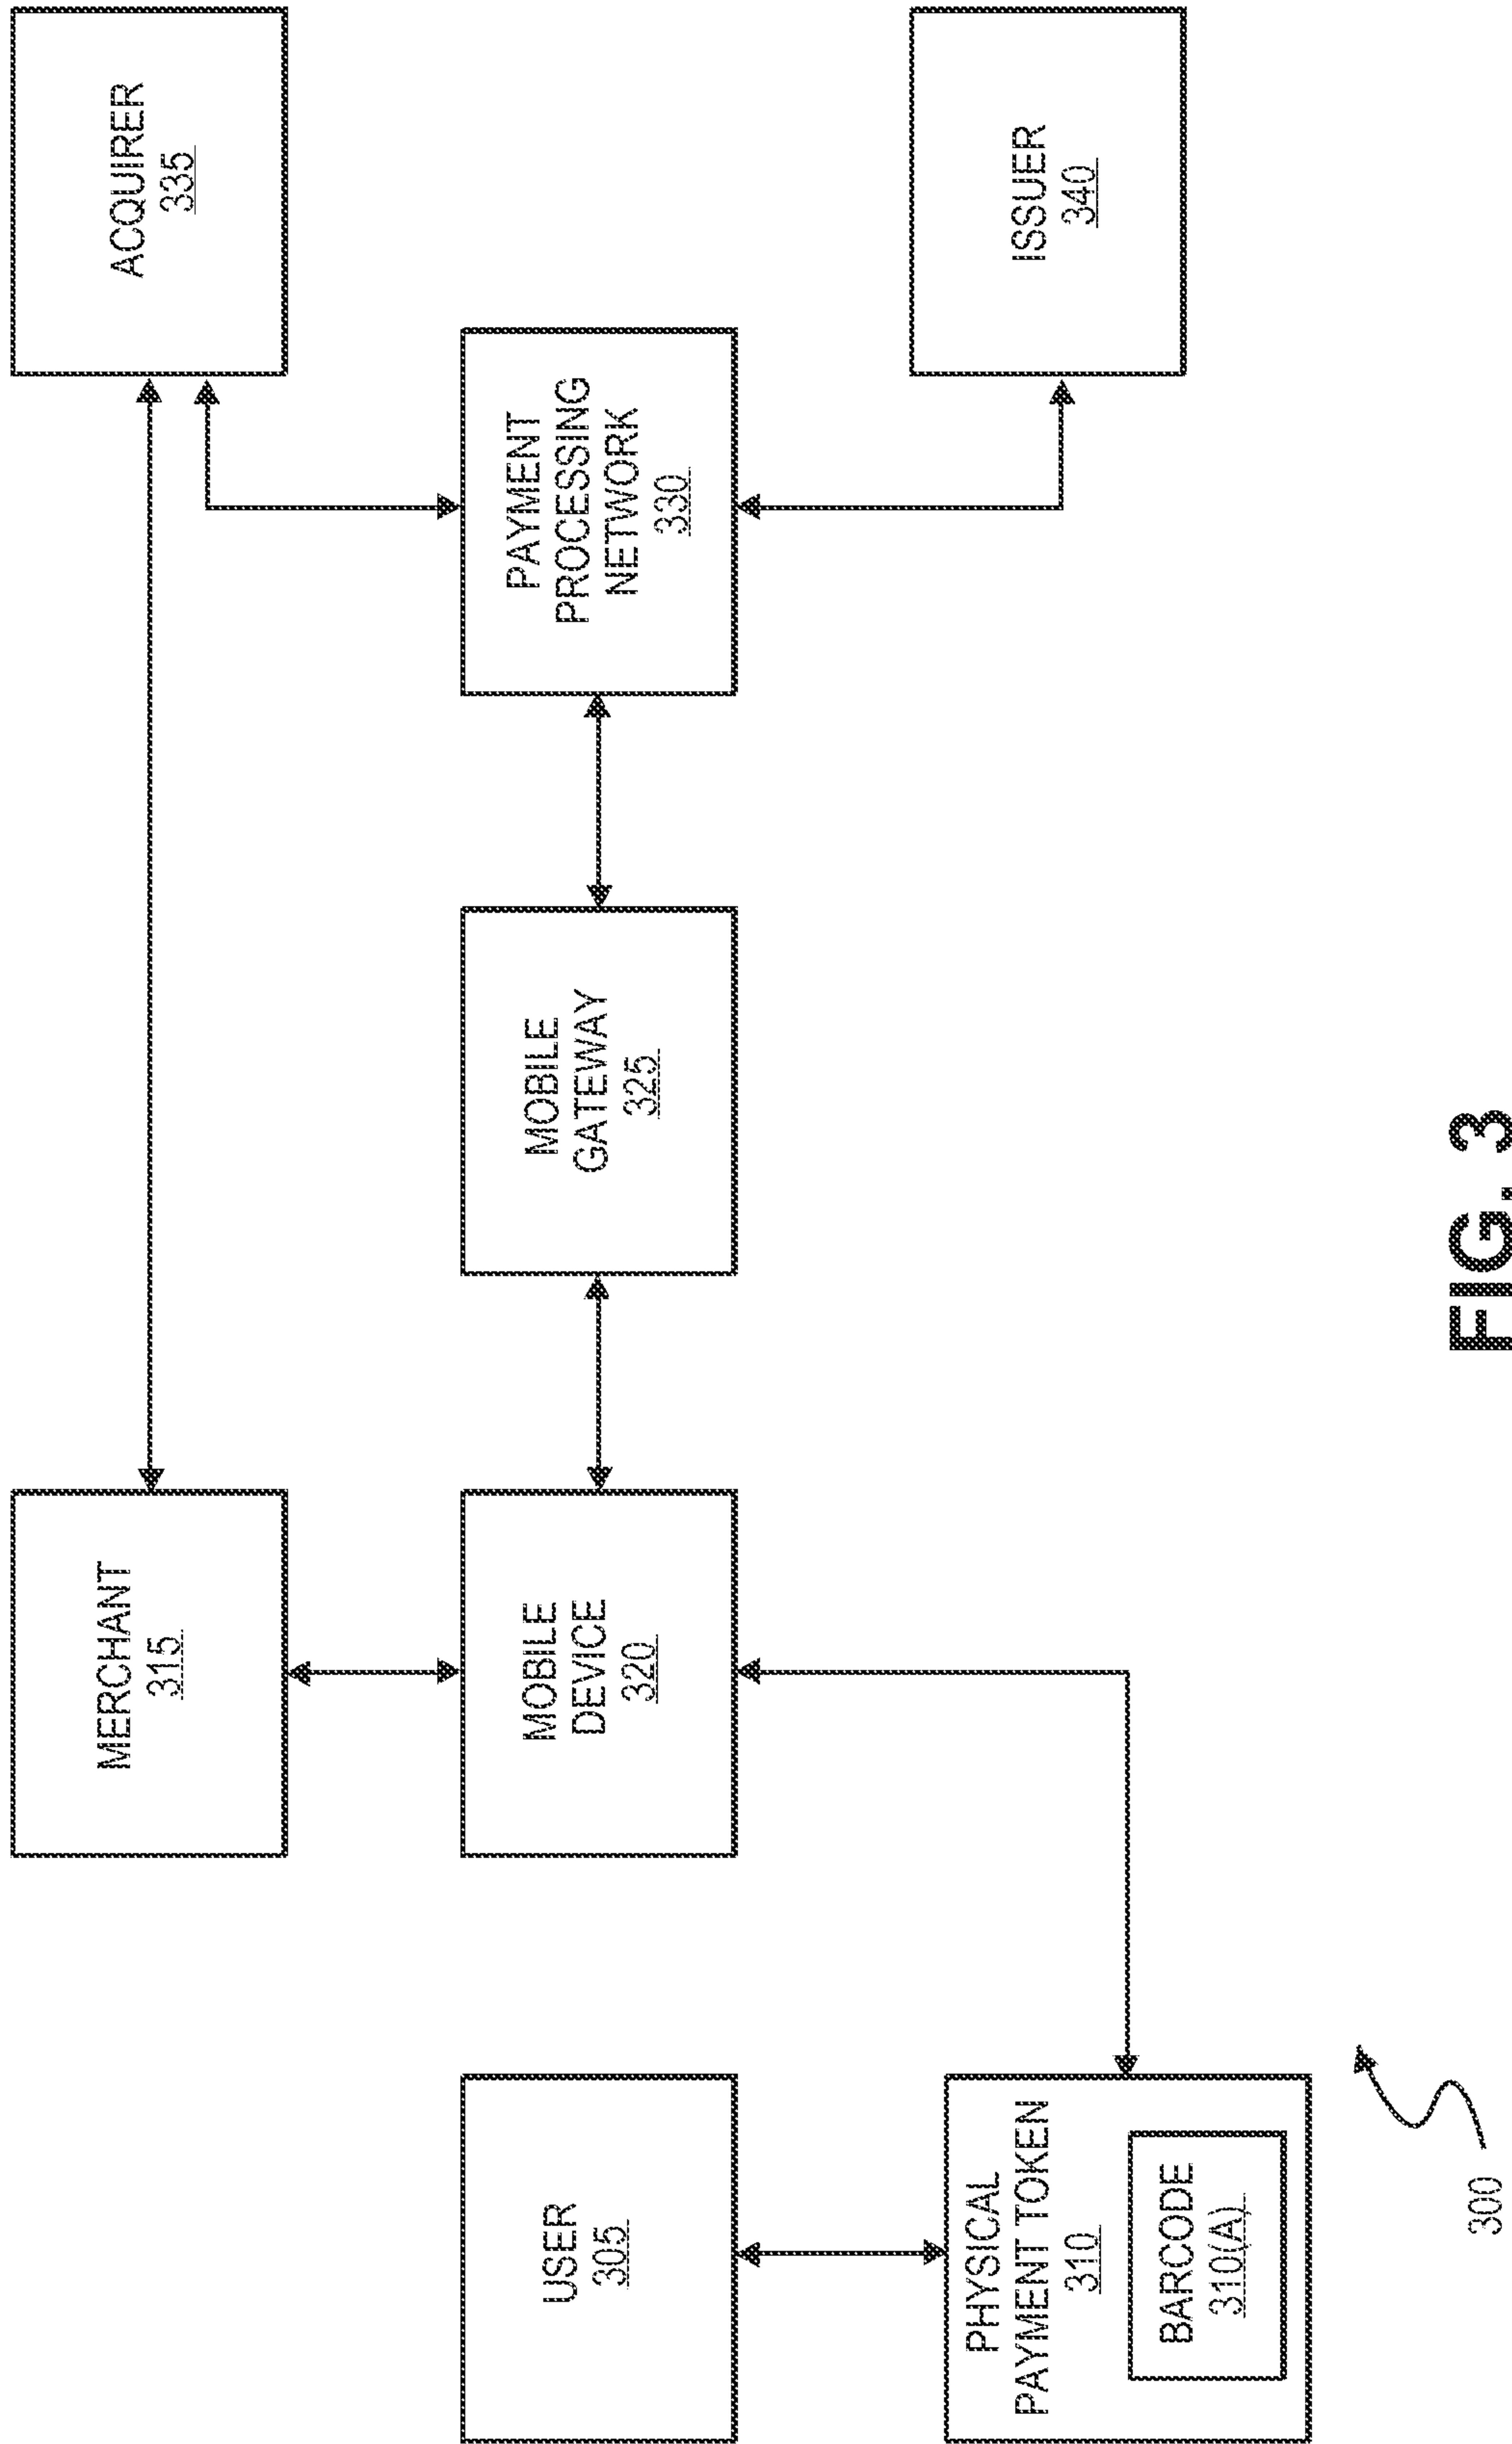 USER
305
PHYSICAL
PAYMENT TOKEN
310
BARCODE
310(A)
MERCHANT
315
MOBILE
DEVICE
320
MOBILE
GATEWAY
325
PAYMENT
PROCESSING
NETWORK
330
ACQUIRER
335
ISSUER
340
300
FIG. 3